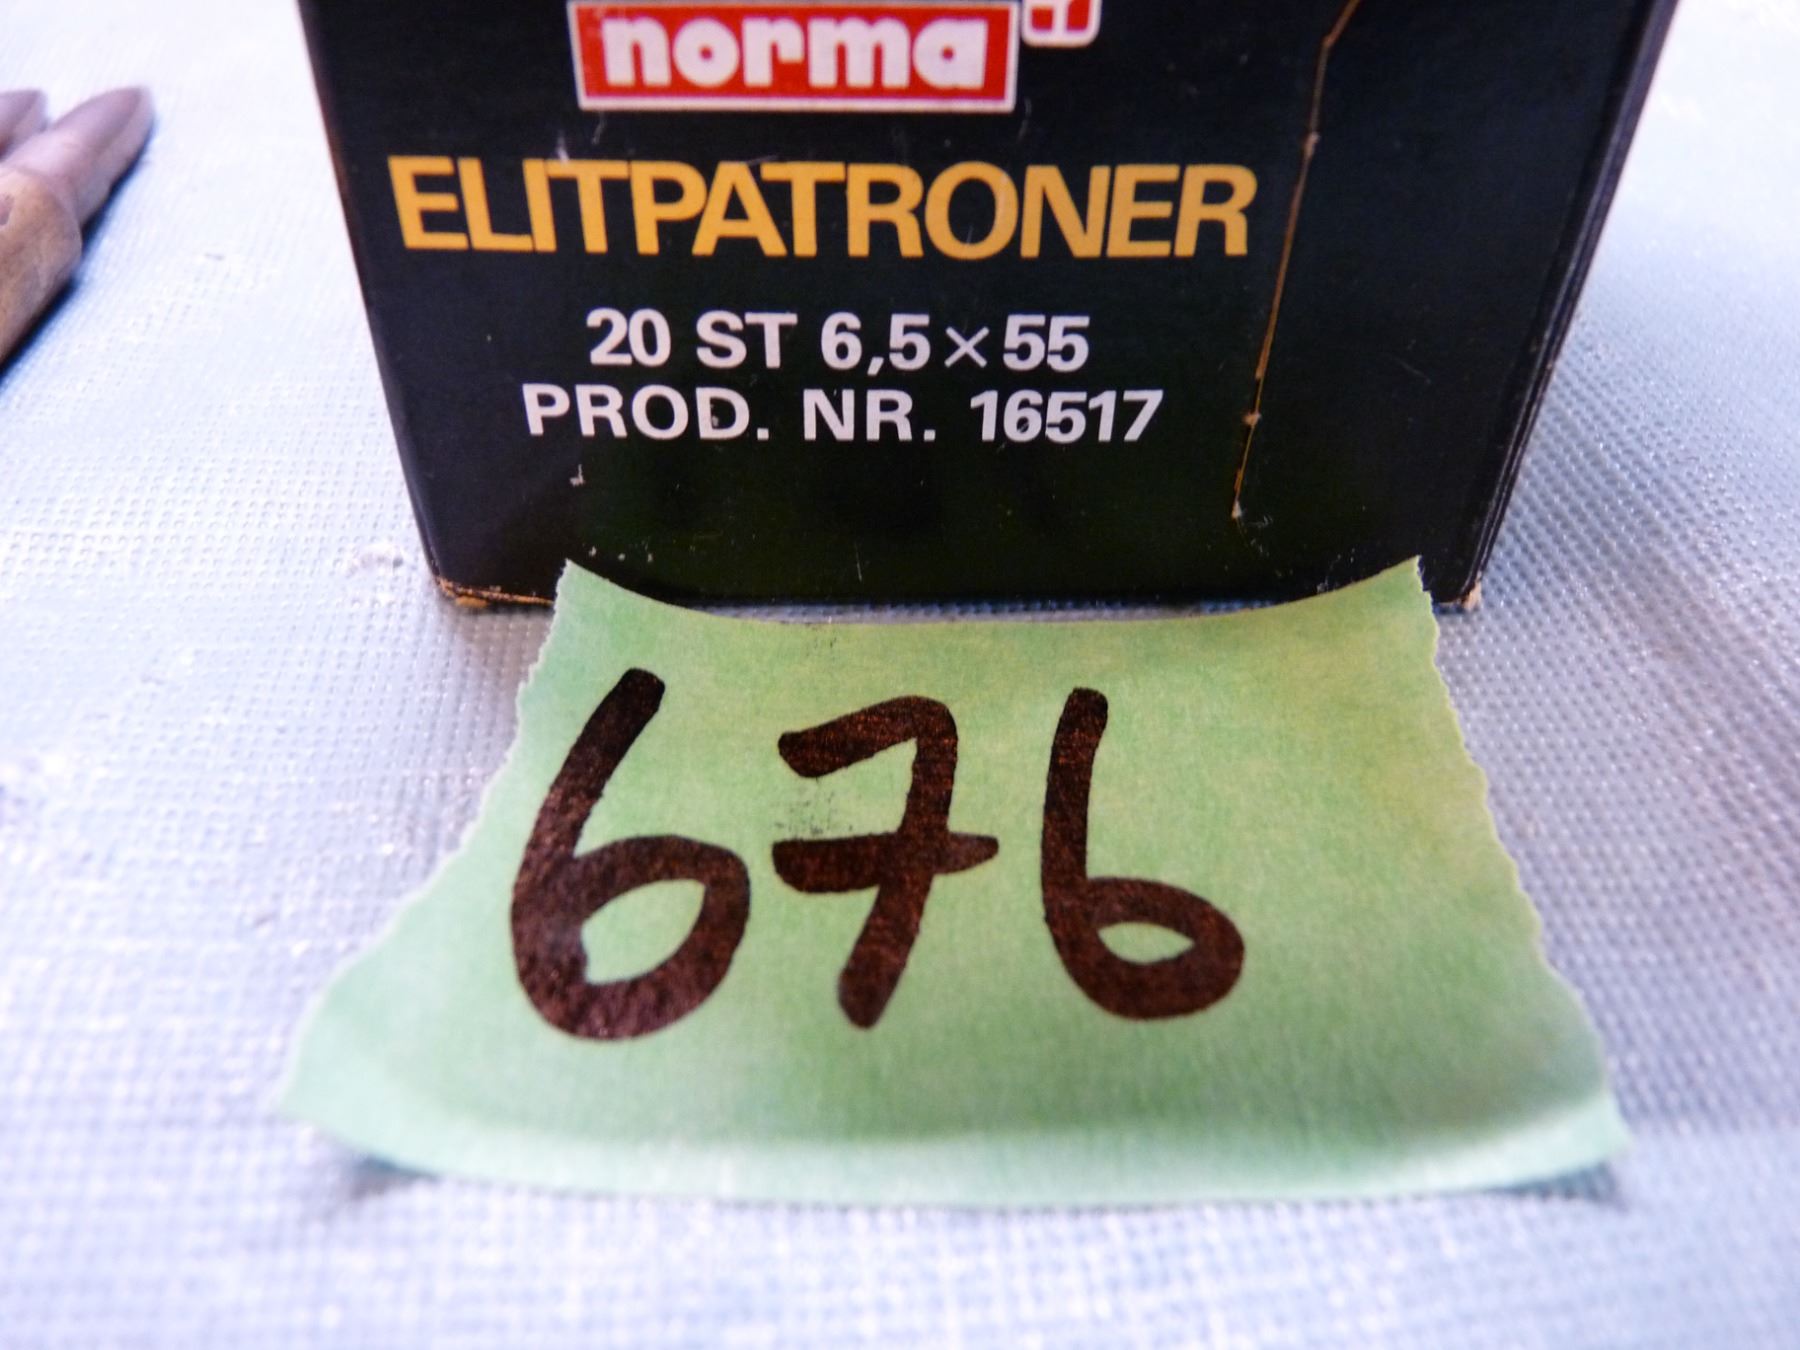 norma
ELITPATRONER
20 ST 6,5×55
PROD. NR. 16517
676